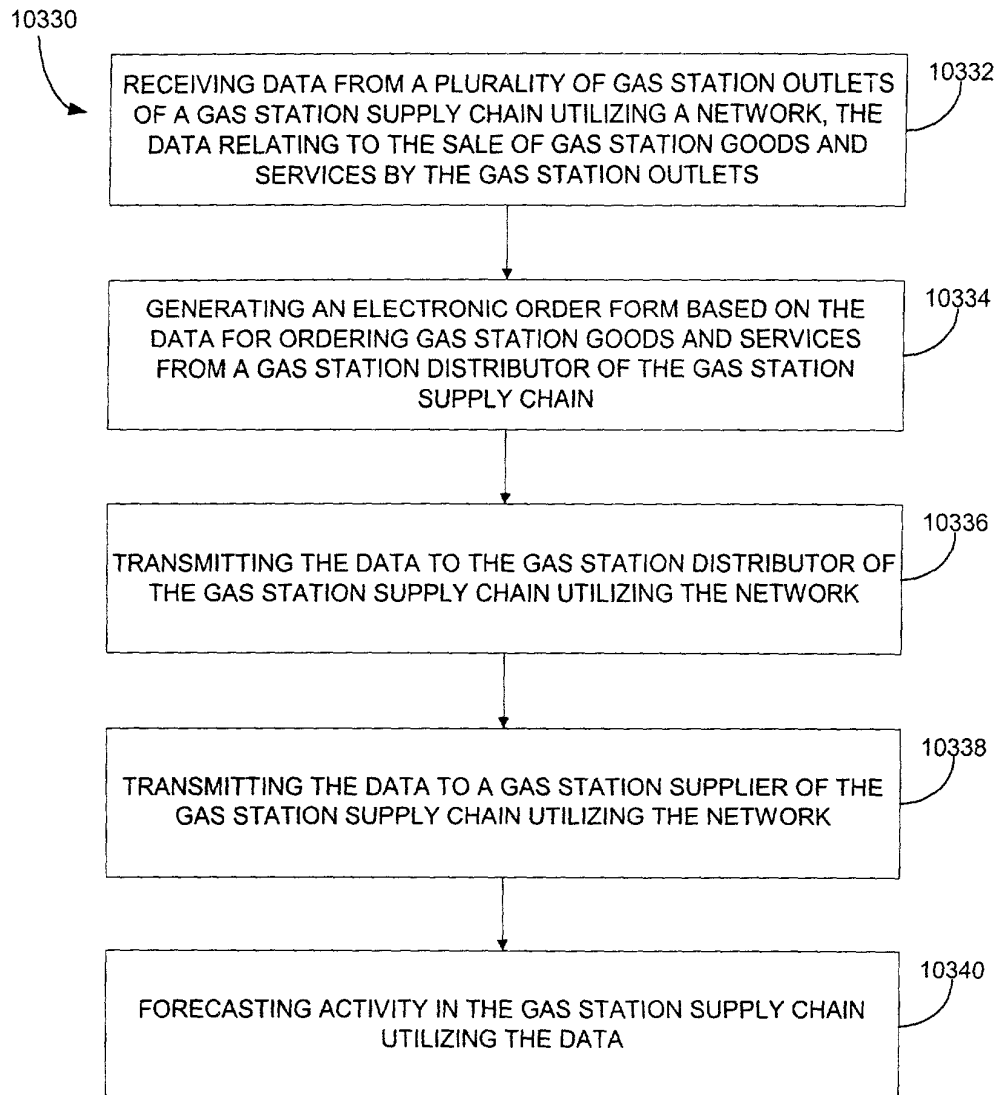 10330
RECEIVING DATA FROM A PLURALITY OF GAS STATION OUTLETS
OF A GAS STATION SUPPLY CHAIN UTILIZING A NETWORK, THE
DATA RELATING TO THE SALE OF GAS STATION GOODS AND
SERVICES BY THE GAS STATION OUTLETS
10332
GENERATING AN ELECTRONIC ORDER FORM BASED ON THE
DATA FOR ORDERING GAS STATION GOODS AND SERVICES
FROM A GAS STATION DISTRIBUTOR OF THE GAS STATION
SUPPLY CHAIN
10334
TRANSMITTING THE DATA TO THE GAS STATION DISTRIBUTOR OF
THE GAS STATION SUPPLY CHAIN UTILIZING THE NETWORK
10336
TRANSMITTING THE DATA TO A GAS STATION SUPPLIER OF THE
GAS STATION SUPPLY CHAIN UTILIZING THE NETWORK
10338
FORECASTING ACTIVITY IN THE GAS STATION SUPPLY CHAIN
UTILIZING THE DATA
10340